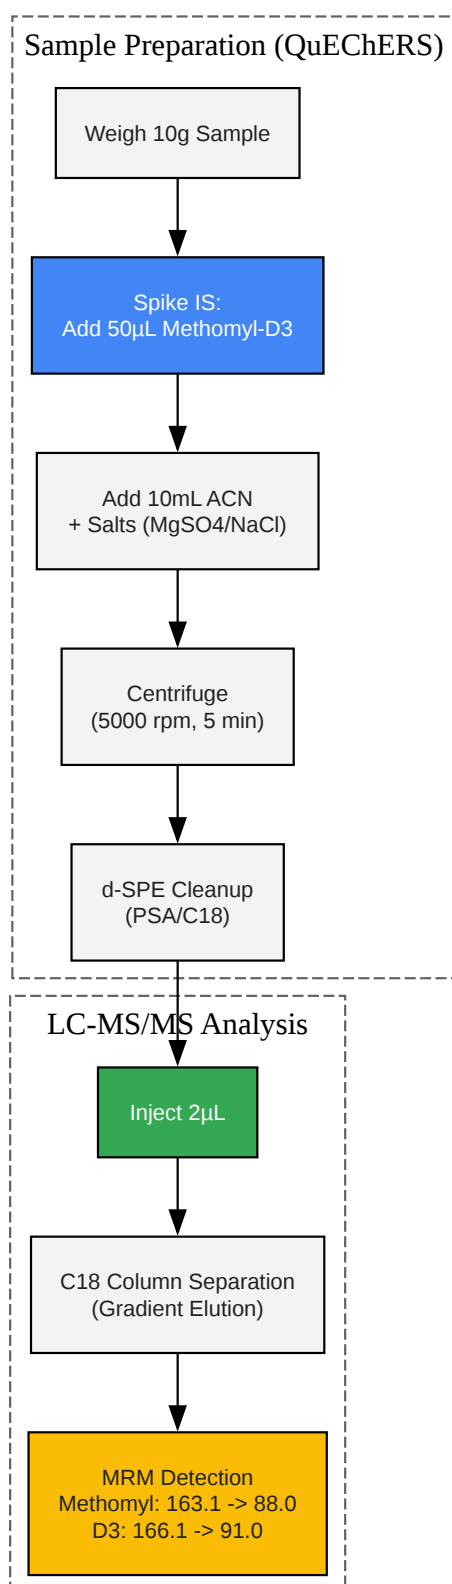 Sample Preparation (QuEChERS)
Weigh 10g Sample
Spike IS:
Add 50µL Methomyl-D3
Add 10mL ACN
+ Salts (MgSO4/NaCl)
Centrifuge
(5000 rpm, 5 min)
d-SPE Cleanup
(PSA/C18)
LC-MS/MS Analysis
Inject 2µL
C18 Column Separation
(Gradient Elution)
MRM Detection
Methomyl: 163.1 -> 88.0
D3: 166.1 -> 91.0